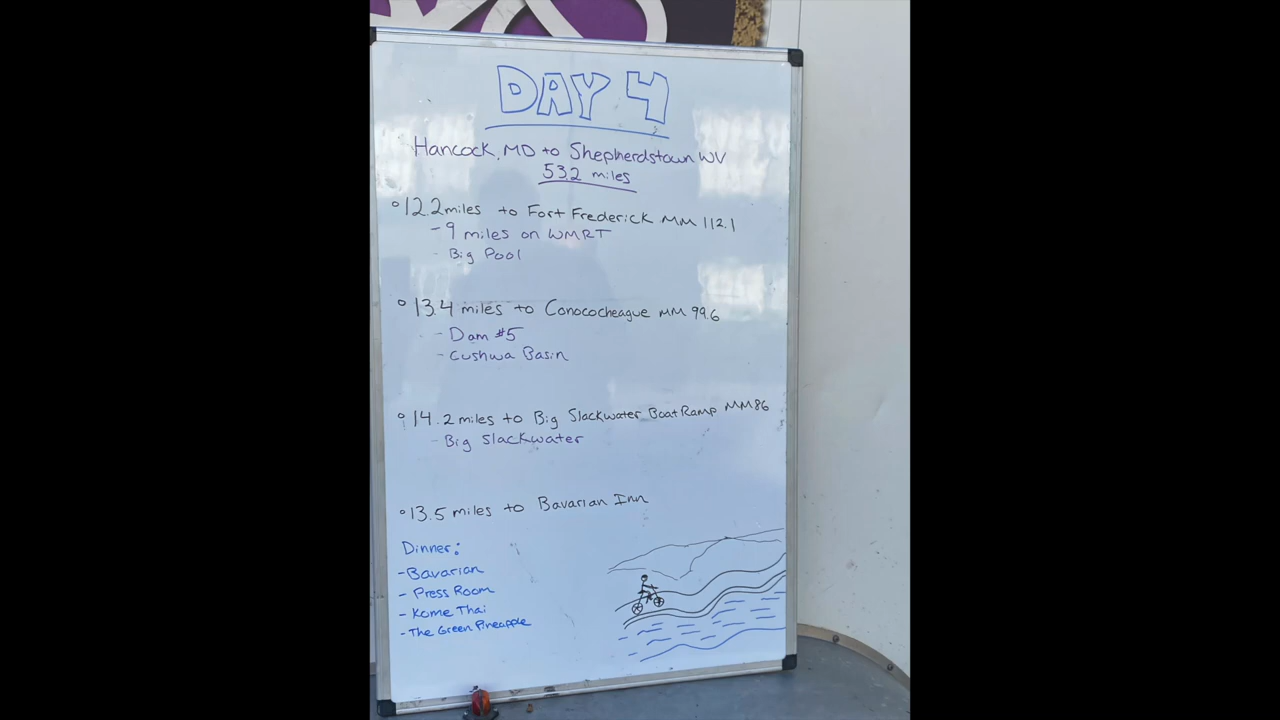 DAY 4
Hancock, MD to Shepherdstown WV
53.2 miles
° 12.2 miles to Fort Frederick MM 112.1
- 9 miles on WMRT
- Big Pool
° 13.4 miles to Conococheague MM 99.6
- Dam #5
- Cushwa Basin
° 14.2 miles to Big Slackwater Boat Ramp MM 86
- Big Slackwater
° 13.5 miles to Bavarian Inn
Dinner:
- Bavarian
- Press Room
- Kome Thai
- The Green Pineapple